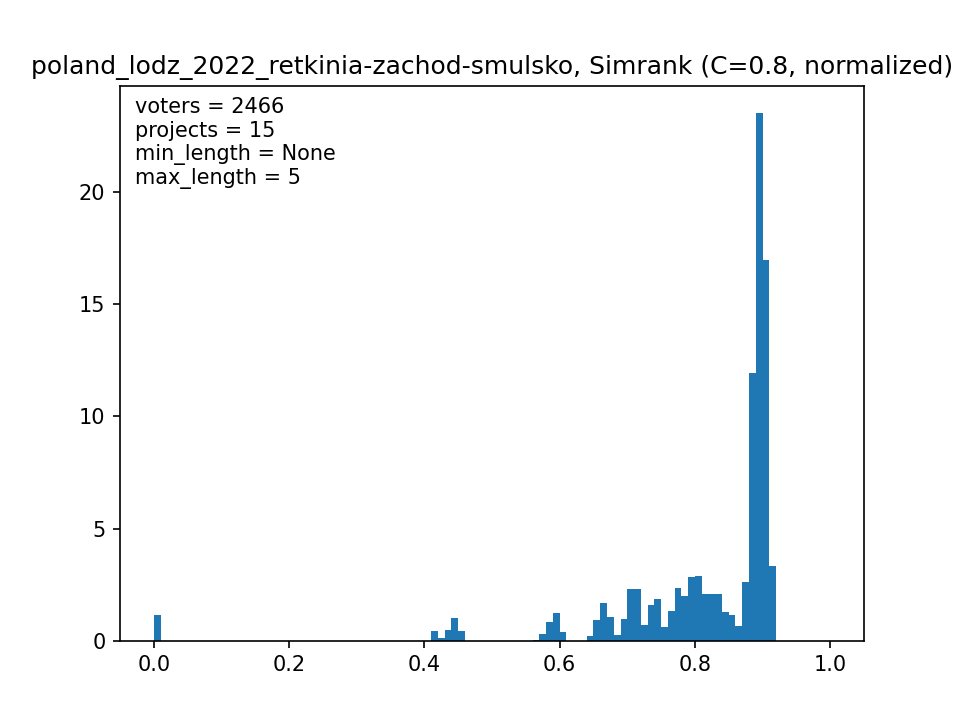 poland_lodz_2022_retkinia-zachod-smulsko, Simrank (C=0.8, normalized)
voters = 2466
projects = 15
min_length = None
max_length = 5
20
15
10
5
0
0.0 0.2 0.4 0.6 0.8 1.0